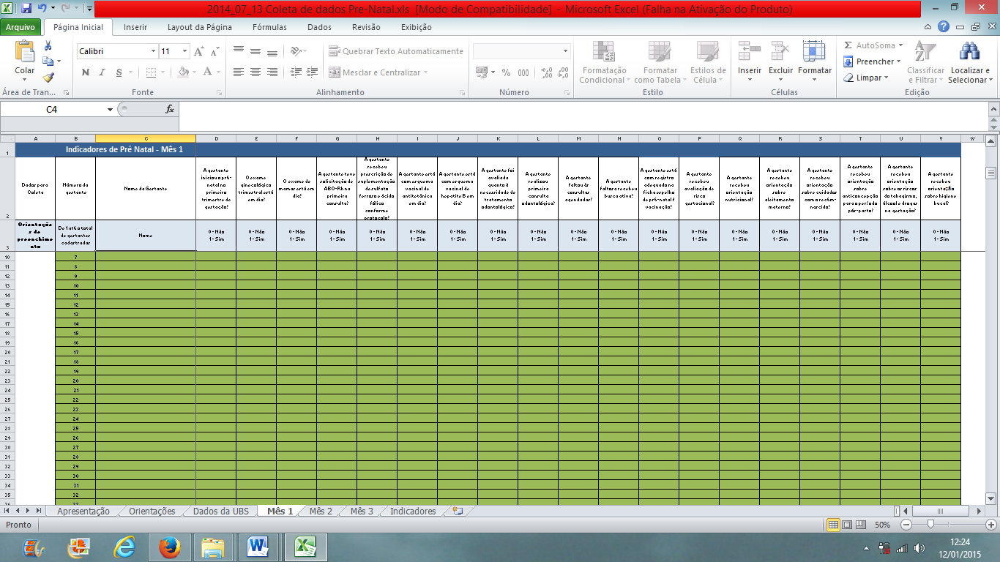 2014_07_13 Coleta de dados Pre-Natal.xls [Modo de Compatibilidade] - Microsoft Excel (Falha na Ativação do Produto)
Arquivo Página Inicial Inserir Layout da Página Fórmulas Dados Revisão Exibição
Colar
Área de Tran...
Calibri 11
N I S
Fonte
Quebrar Texto Automaticamente
Mesclar e Centralizar
Alinhamento
% 000
Número
Formatação Condicional
Formatar como Tabela
Estilos de Célula
Estilo
Inserir Excluir Formatar
Células
AutoSoma
Preencher
Limpar
Classificar e Filtrar
Localizar e Selecionar
Edição
C4 fx
A B C D E F G H I J K L M N O P Q R S T U V W
1 Indicadores de Pré Natal - Mês 1
2
Dados para Coleta
Número da gestante
Nome da Gestante
A gestante iniciou o pré-natal no primeiro trimestre de gestação?
O exame ginecológico trimestral está em dia?
O exame de mamas está em dia?
A gestante teve solicitação de ABO-Rh na primeira consulta?
A gestante recebeu prescrição de suplementação de sulfato ferroso e ácido fólico conforme protocolo?
A gestante está com esquema vacinal de antitetânica em dia?
A gestante está com esquema vacinal de hepatite B em dia?
A gestante foi avaliada quanto à necessidade de tratamento odontológico?
A gestante realizou primeira consulta odontológica?
A gestante faltou às consultas agendadas?
A gestante faltosa recebeu busca ativa?
A gestante está com registro adequado na ficha espelho de pré-natal / vacinação?
A gestante recebeu avaliação de risco gestacional?
A gestante recebeu orientação nutricional?
A gestante recebeu orientação sobre aleitamento materno?
A gestante recebeu orientação sobre cuidados com o recém-nascido?
A gestante recebeu orientação sobre anticoncepção para o período pós-parto?
A gestante recebeu orientação sobre os riscos do tabagismo, álcool e drogas na gestação?
A gestante recebeu orientação sobre higiene bucal?
3
Orientações de preenchimento
De 1 até o total de gestantes cadastradas
Nome
0 - Não 0 - Não 0 - Não 0 - Não 0 - Não 0 - Não 0 - Não 0 - Não 0 - Não 0 - Não 0 - Não 0 - Não 0 - Não 0 - Não 0 - Não 0 - Não 0 - Não 0 - Não 0 - Não
1 - Sim 1 - Sim 1 - Sim 1 - Sim 1 - Sim 1 - Sim 1 - Sim 1 - Sim 1 - Sim 1 - Sim 1 - Sim 1 - Sim 1 - Sim 1 - Sim 1 - Sim 1 - Sim 1 - Sim 1 - Sim 1 - Sim
10 7
11 8
12 9
13 10
14 11
15 12
16 13
17 14
18 15
19 16
20 17
21 18
22 19
23 20
24 21
25 22
26 23
27 24
28 25
29 26
30 27
31 28
32 29
33 30
34 31
35 32
36 33
Apresentação Orientações Dados da UBS Mês 1 Mês 2 Mês 3 Indicadores
Pronto 50%
12:24
12/01/2015